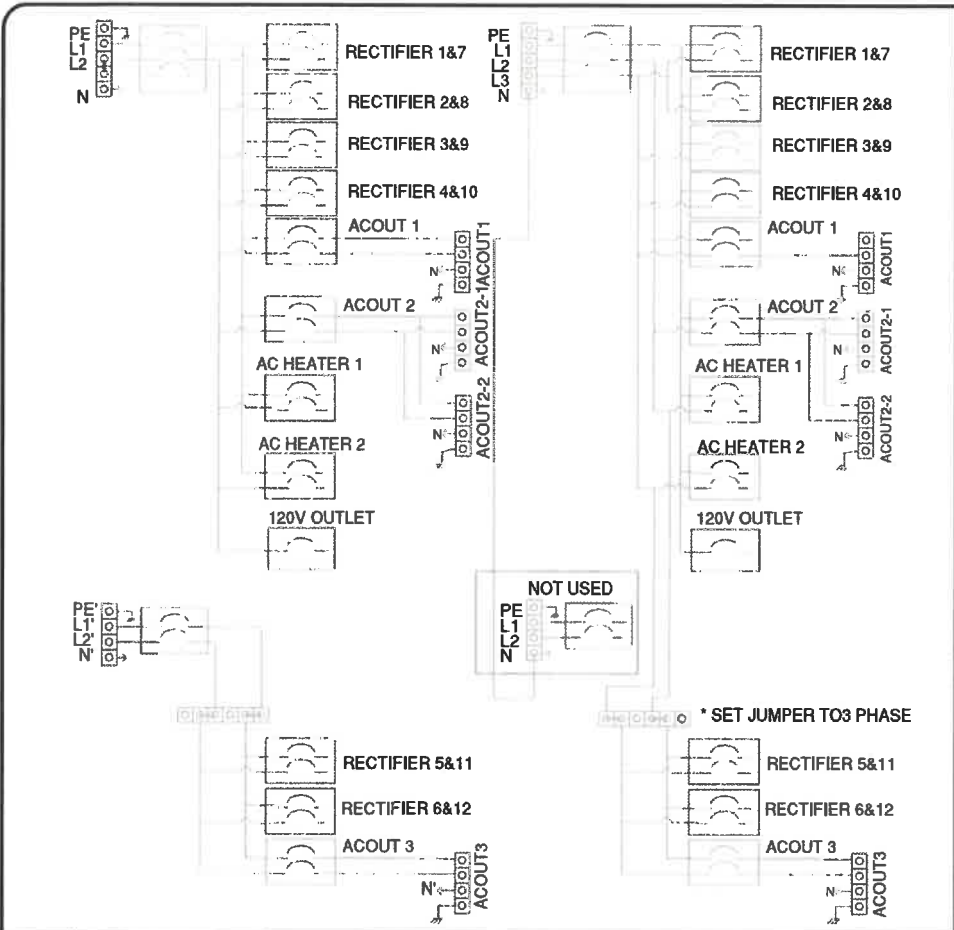 PE
L1
L2
N
RECTIFIER 1&7
RECTIFIER 2&8
RECTIFIER 3&9
RECTIFIER 4&10
ACOUT 1
ACOUT1
N
ACOUT 2
ACOUT2-1
N
AC HEATER 1
ACOUT2-2
N
AC HEATER 2
120V OUTLET
PE'
L1'
L2'
N'
RECTIFIER 5&11
RECTIFIER 6&12
ACOUT 3
ACOUT3
N'
PE
L1
L2
L3
N
RECTIFIER 1&7
RECTIFIER 2&8
RECTIFIER 3&9
RECTIFIER 4&10
ACOUT 1
ACOUT1
N
ACOUT 2
ACOUT2-1
N
AC HEATER 1
ACOUT2-2
N
AC HEATER 2
120V OUTLET
NOT USED
PE
L1
L2
N
* SET JUMPER TO3 PHASE
RECTIFIER 5&11
RECTIFIER 6&12
ACOUT 3
ACOUT3
N